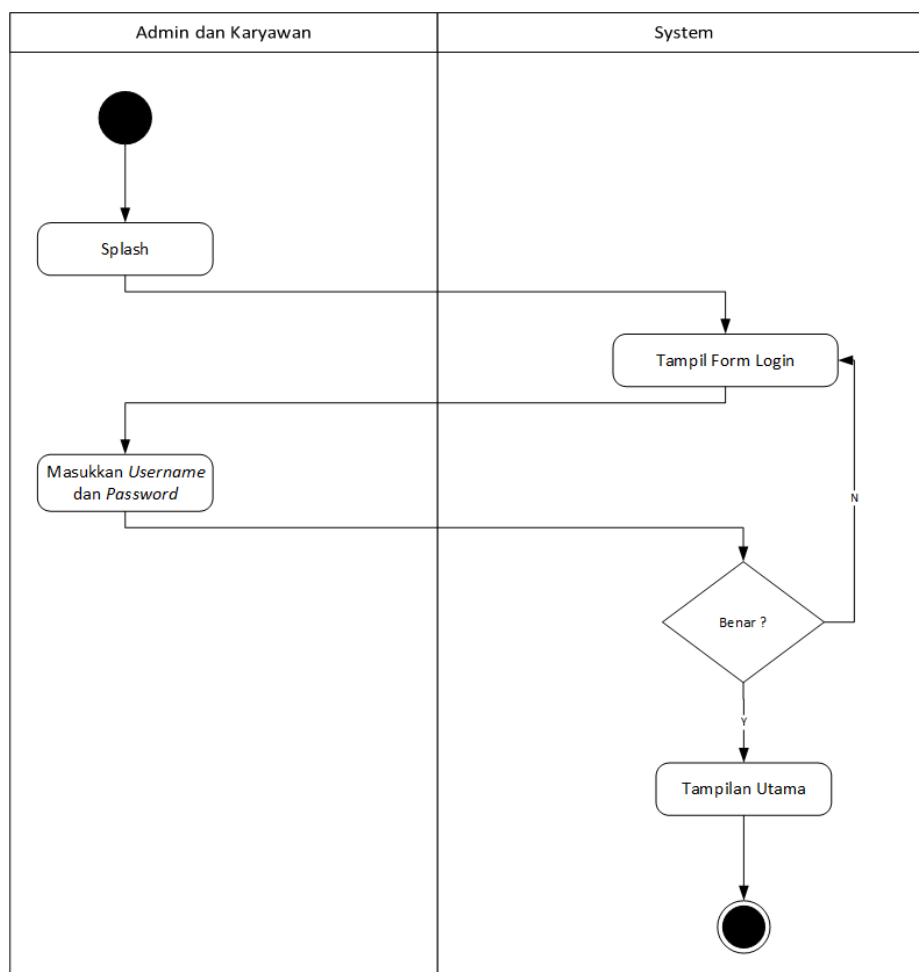 Admin dan Karyawan
System
Splash
Tampil Form Login
Masukkan Username
dan Password
N
Benar ?
Y
Tampilan Utama